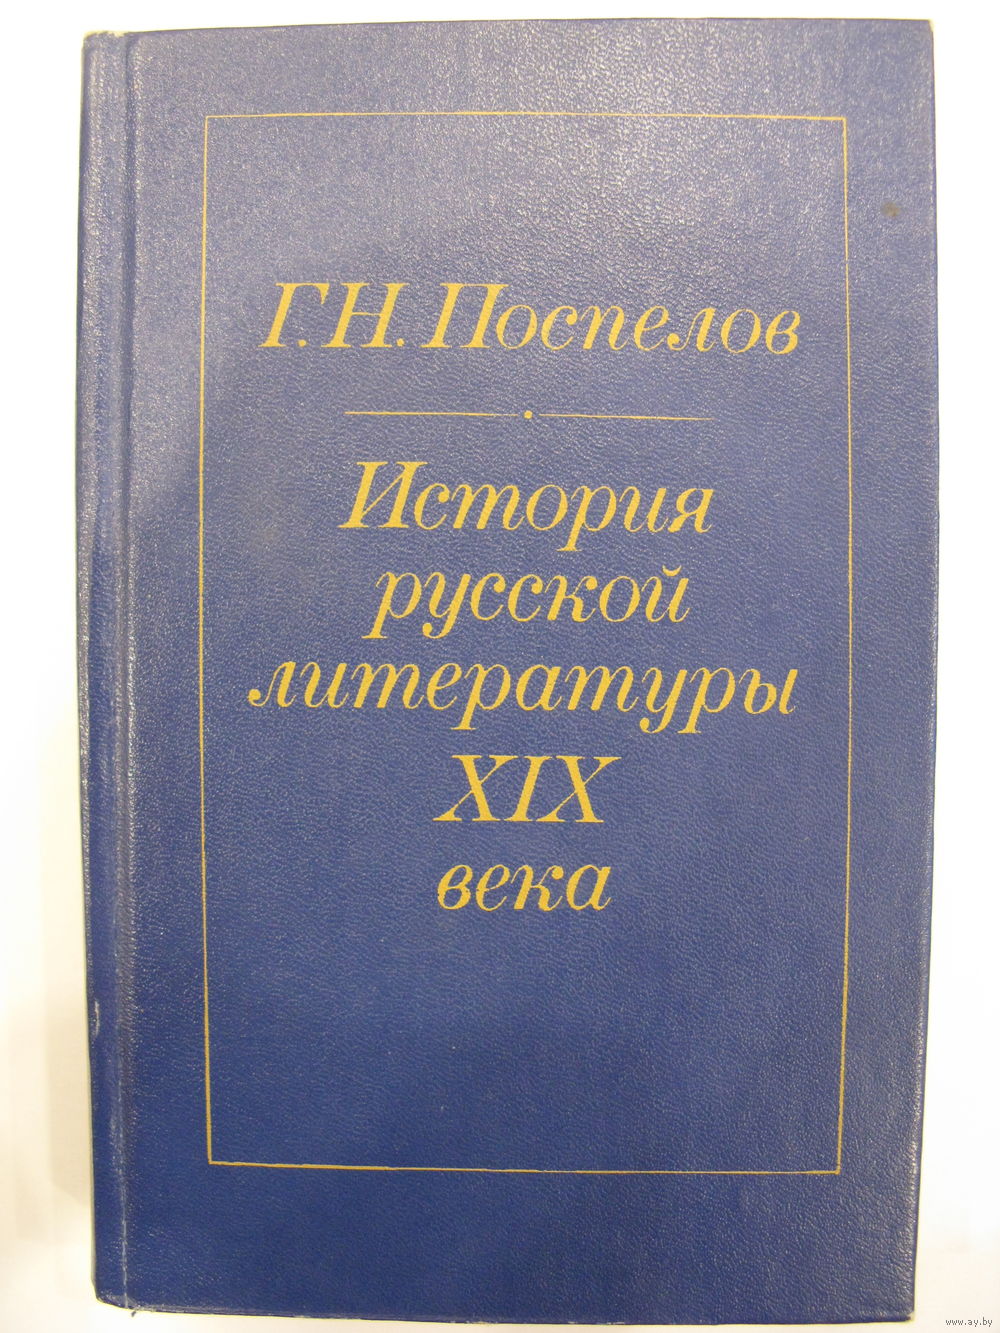 Г.Н. Поспелов
История
русской
литературы
XIX
века
www.ay.by